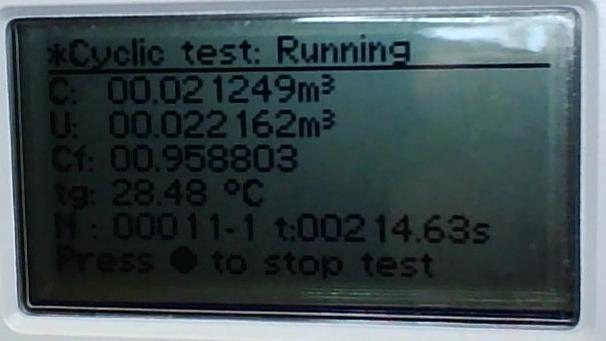 *Cyclic test: Running
C: 00.021249m³
U: 00.022162m³
Cf: 00.958803
tg: 28.48 °C
N : 00011-1 t:00214.63s
Press ● to stop test